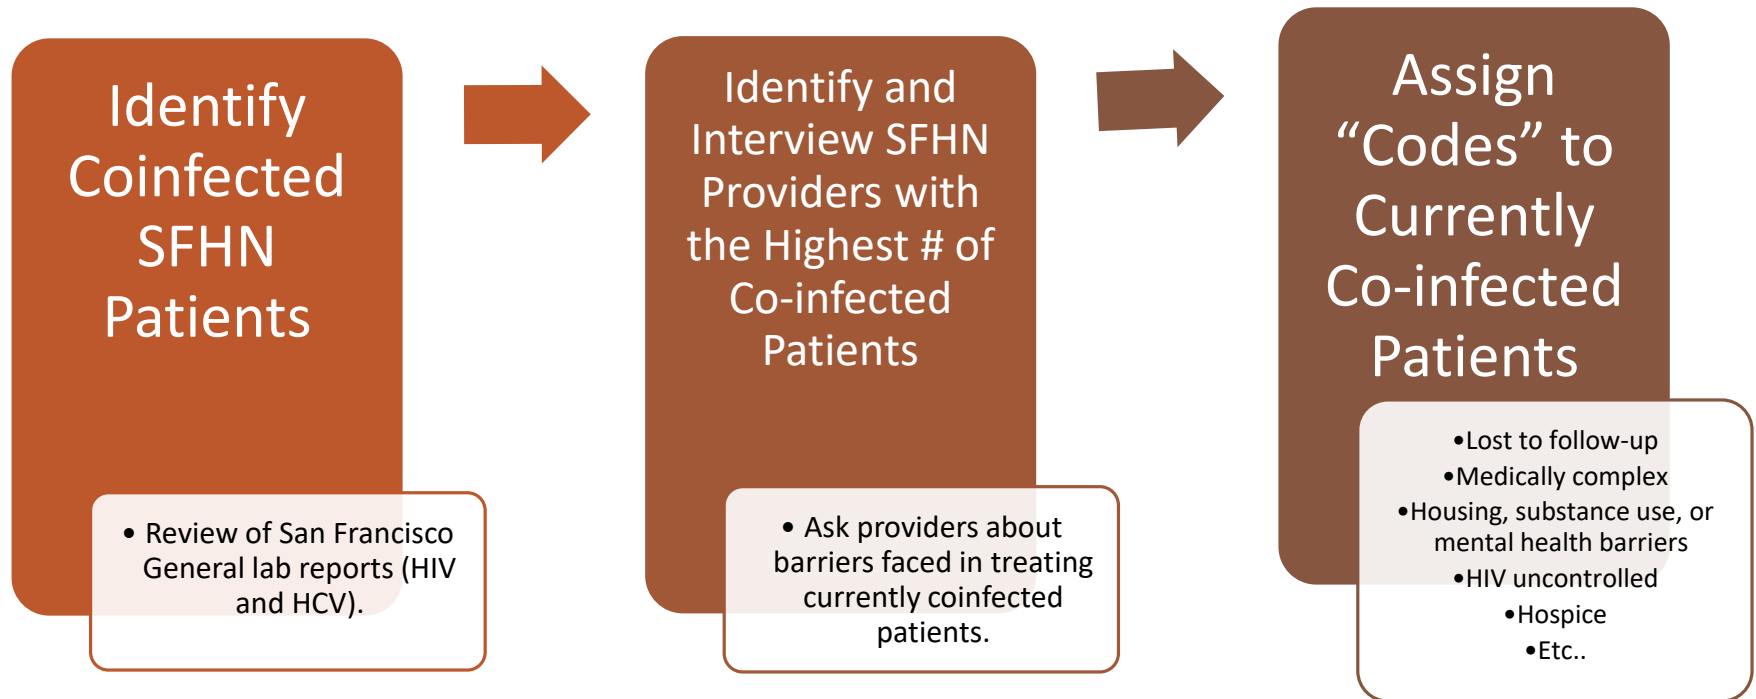 Identify
Coinfected
SFHN
Patients
• Review of San Francisco
General lab reports (HIV
and HCV).
Identify and
Interview SFHN
Providers with
the Highest # of
Co-infected
Patients
• Ask providers about
barriers faced in treating
currently coinfected
patients.
Assign
“Codes” to
Currently
Co-infected
Patients
•Lost to follow-up
•Medically complex
•Housing, substance use, or
mental health barriers
•HIV uncontrolled
•Hospice
•Etc..